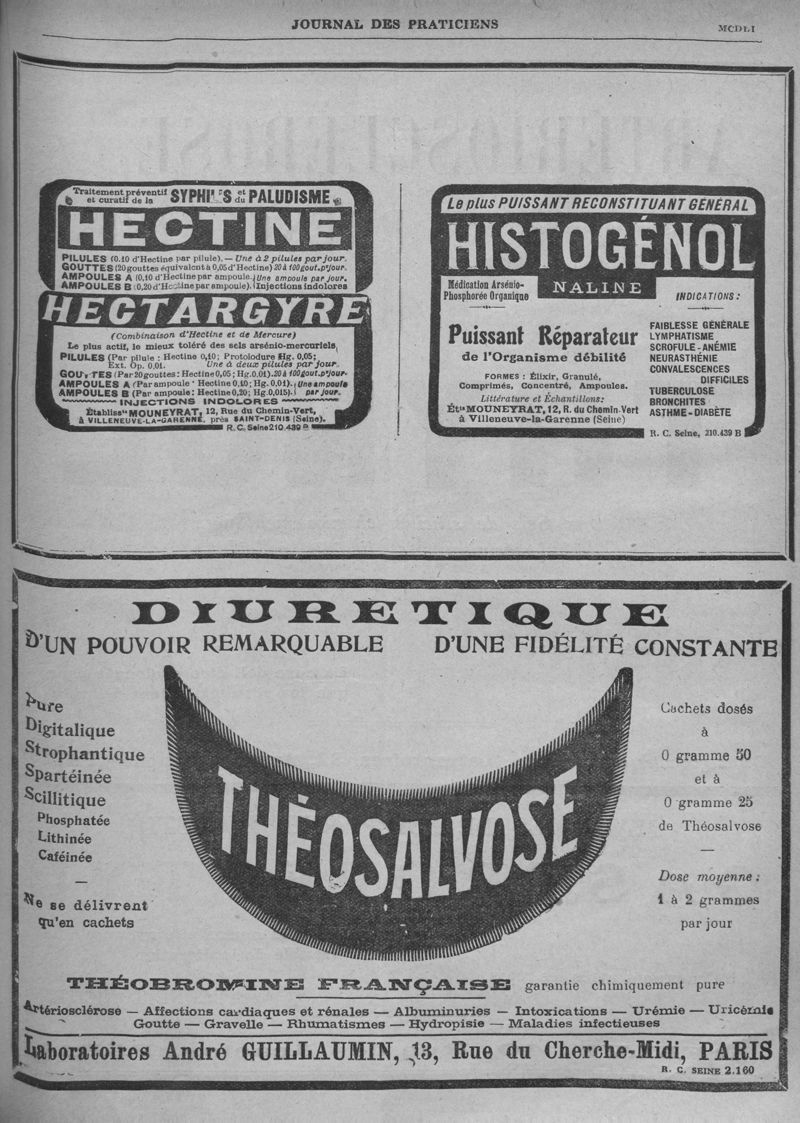 JOURNAL DES PRATICIENS
MCDLI
Traitement préventif et curatif de la SYPHILIS et du PALUDISME
HECTINE
PILULES (0.10 d'Hectine par pilule). — Une à 2 pilules par jour.
GOUTTES (20 gouttes équivalent à 0,05 d'Hectine) 20 à 100 gout. p'jour.
AMPOULES A (0,10 d'Hectine par ampoule.) Une ampoule par jour.
AMPOULES B (0,20 d'Hectine par ampoule). Injections indolores
HECTARGYRE
(Combinaison d'Hectine et de Mercure)
Le plus actif, le mieux toléré des sels arsénio-mercuriels
PILULES (Par pilule : Hectine 0,10; Protoiodure Hg. 0,05;
Ext. Op. 0,01. Une à deux pilules par jour.
GOUTTES (Par 20 gouttes: Hectine 0,05; Hg. 0.01). 20 à 100 gout. p'jour.
AMPOULES A (Par ampoule: Hectine 0,10; Hg. 0.01). Une ampoule
AMPOULES B (Par ampoule: Hectine 0,20; Hg. 0,015). par jour.
INJECTIONS INDOLORES
Établiss.ts MOUNEYRAT, 12, Rue du Chemin-Vert,
à VILLENEUVE-LA-GARENNE, près SAINT-DENIS (Seine).
R.C. Seine 210.439 B
Le plus PUISSANT RECONSTITUANT GÉNÉRAL
HISTOGÉNOL
NALINE
Médication Arsénio-
Phosphorée Organique
Puissant Réparateur
de l'Organisme débilité
FORMES : Élixir, Granulé,
Comprimés, Concentré, Ampoules.
Littérature et Échantillons:
Éts MOUNEYRAT, 12, R. du Chemin-Vert
à Villeneuve-la-Garenne (Seine)
INDICATIONS :
FAIBLESSE GÉNÉRALE
LYMPHATISME
SCROFULE - ANÉMIE
NEURASTHÉNIE
CONVALESCENCES
DIFFICILES
TUBERCULOSE
BRONCHITES
ASTHME - DIABÈTE
R. C. Seine, 210.439 B
DIURETIQUE
D'UN POUVOIR REMARQUABLE D'UNE FIDÉLITÉ CONSTANTE
Pure
Digitalique
Strophantique
Spartéinée
Scillitique
Phosphatée
Lithinée
Caféinée
—
Ne se délivrent
qu'en cachets
THÉOSALVOSE
Cachets dosés
à
0 gramme 50
et à
0 gramme 25
de Théosalvose
—
Dose moyenne :
1 à 2 grammes
par jour
THÉOBROMINE FRANÇAISE garantie chimiquement pure
Artériosclérose — Affections cardiaques et rénales — Albuminuries — Intoxications — Urémie — Uricémie
Goutte — Gravelle — Rhumatismes — Hydropisie — Maladies infectieuses
Laboratoires André GUILLAUMIN, 13, Rue du Cherche-Midi, PARIS
R. C. SEINE 2.160